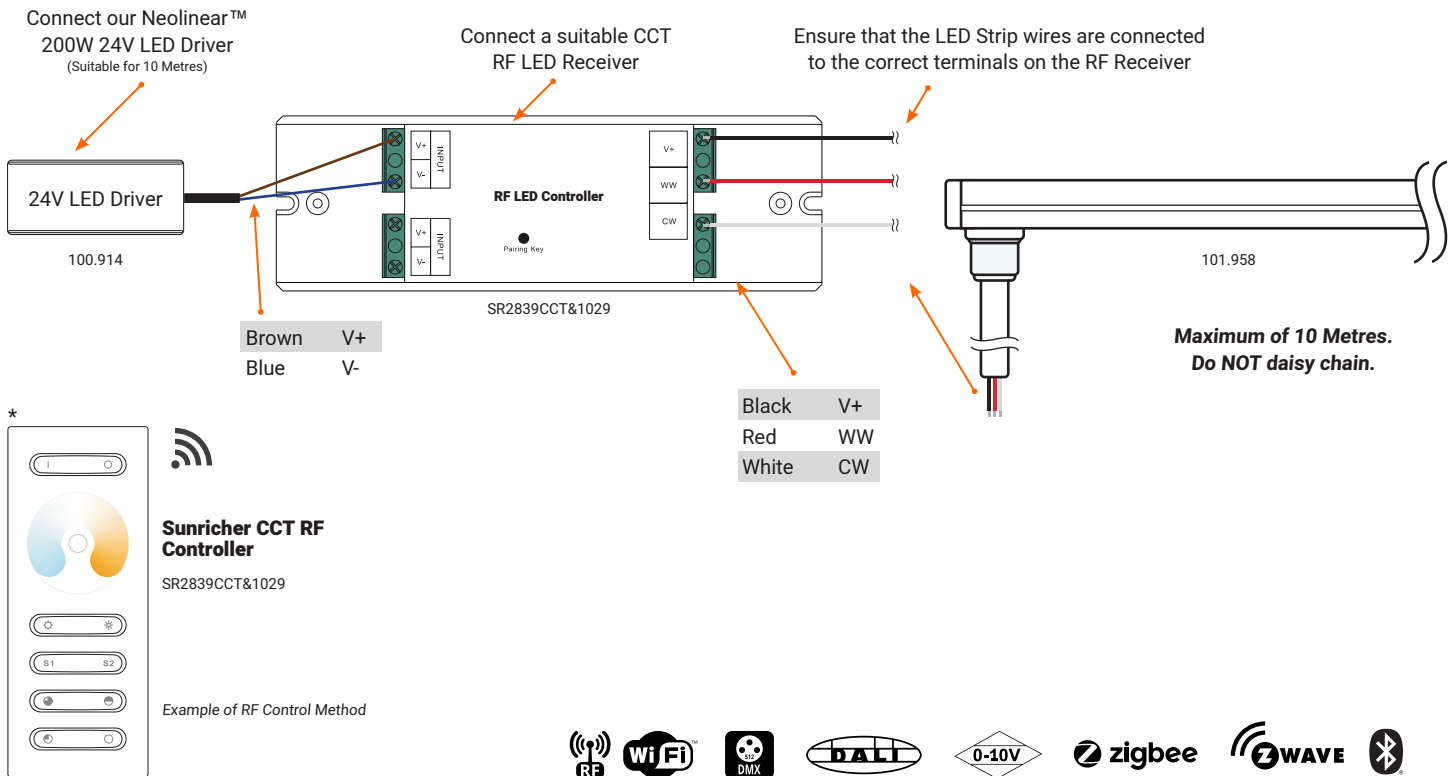 Connect our Neolinear™
200W 24V LED Driver
(Suitable for 10 Metres)
Connect a suitable CCT
RF LED Receiver
Ensure that the LED Strip wires are connected
to the correct terminals on the RF Receiver
24V LED Driver
100.914
V+
V-
INPUT
V+
V-
INPUT
RF LED Controller
Pairing Key
V+
WW
CW
SR2839CCT&1029
101.958
Maximum of 10 Metres.
Do NOT daisy chain.
Brown V+
Blue V-
Black V+
Red WW
White CW
*
I O
S1 S2
Sunricher CCT RF
Controller
SR2839CCT&1029
Example of RF Control Method
RF
WiFi™
512
DMX
DALI
0-10V
zigbee
Z WAVE
®